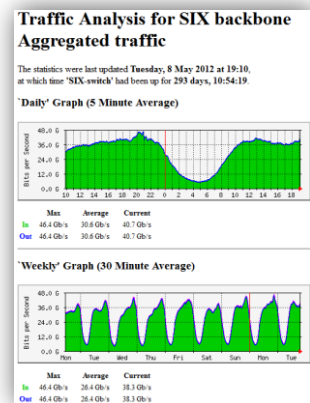 Traffic Analysis for SIX backbone
Aggregated traffic
The statistics were last updated Tuesday, 8 May 2012 at 19:10,
at which time 'SIX-switch' had been up for 293 days, 10:54:19.
`Daily' Graph (5 Minute Average)
Bits per Second
48.0 G
36.0 G
24.0 G
12.0 G
0.0 G
10 12 14 16 18 20 22 0 2 4 6 8 10 12 14 16 18
Max Average Current
In 46.4 Gb/s 30.6 Gb/s 40.7 Gb/s
Out 46.4 Gb/s 30.6 Gb/s 40.7 Gb/s
`Weekly' Graph (30 Minute Average)
Bits per Second
48.0 G
36.0 G
24.0 G
12.0 G
0.0 G
Mon Tue Wed Thu Fri Sat Sun Mon Tue
Max Average Current
In 46.4 Gb/s 26.4 Gb/s 38.3 Gb/s
Out 46.4 Gb/s 26.4 Gb/s 38.3 Gb/s